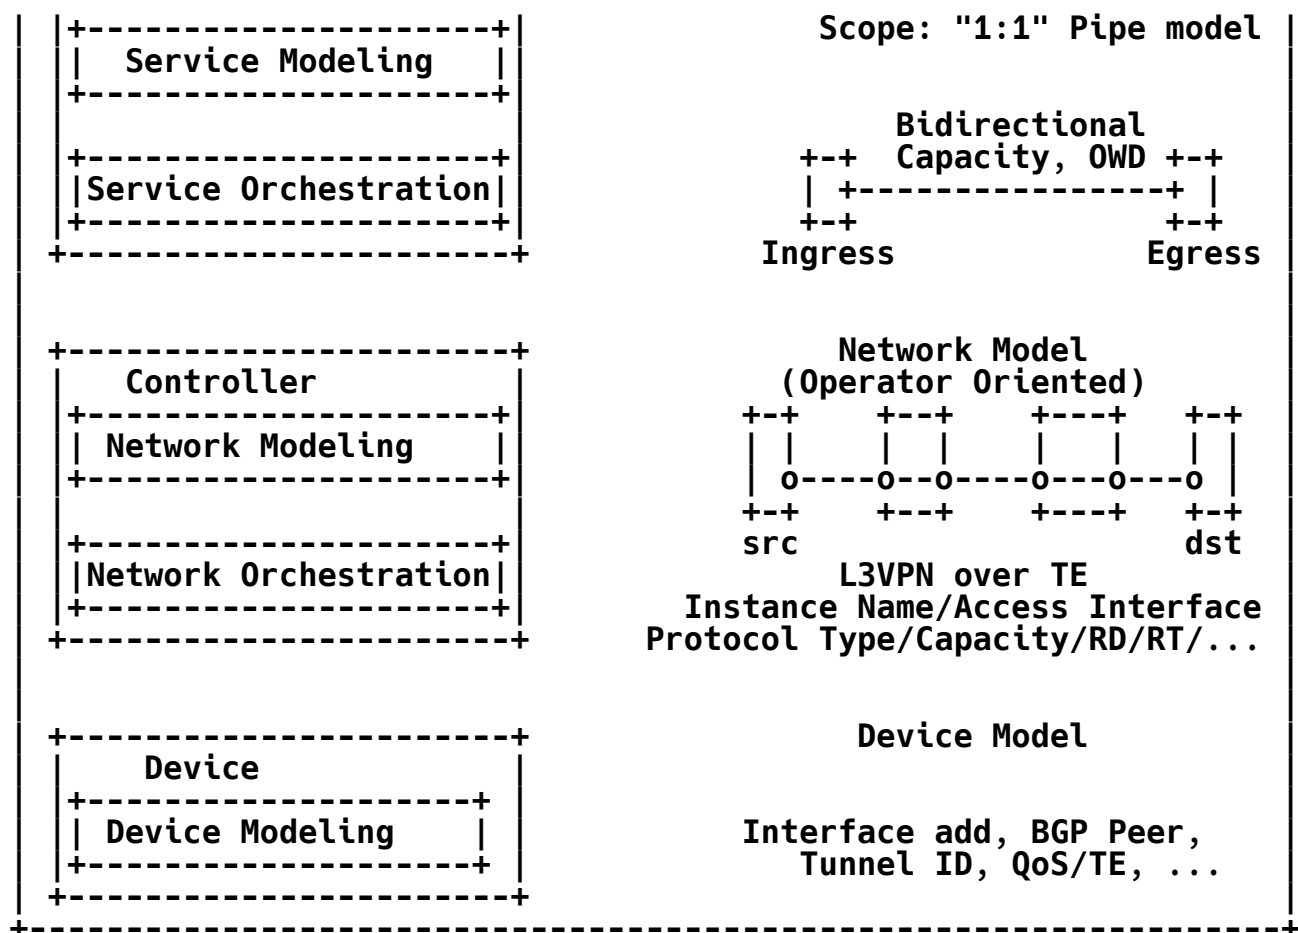 | |+---------------------+|               Scope: "1:1" Pipe model |
| ||  Service Modeling   ||                                       |
| |+---------------------+|                                       |
| |                       |                   Bidirectional       |
| |+---------------------+|              +-+  Capacity, OWD +-+   |
| ||Service Orchestration||              | +----------------+ |   |
| |+---------------------+|              +-+                +-+   |
| +-----------------------+            Ingress             Egress |
|                                                                 |
|                                                                 |
| +-----------------------+                Network Model          |
| |   Controller          |             (Operator Oriented)       |
| |+---------------------+|           +-+    +--+    +---+   +-+  |
| || Network Modeling    ||           | |    |  |    |   |   | |  |
| |+---------------------+|           | o----o--o----o---o---o |  |
| |                       |           +-+    +--+    +---+   +-+  |
| |+---------------------+|           src                    dst  |
| ||Network Orchestration||                L3VPN over TE          |
| |+---------------------+|        Instance Name/Access Interface |
| +-----------------------+      Protocol Type/Capacity/RD/RT/... |
|                                                                 |
|                                                                 |
| +-----------------------+                 Device Model          |
| |    Device             |                                       |
| |+--------------------+ |                                       |
| || Device Modeling    | |           Interface add, BGP Peer,    |
| |+--------------------+ |              Tunnel ID, QoS/TE, ...   |
| +-----------------------+                                       |
+-----------------------------------------------------------------+